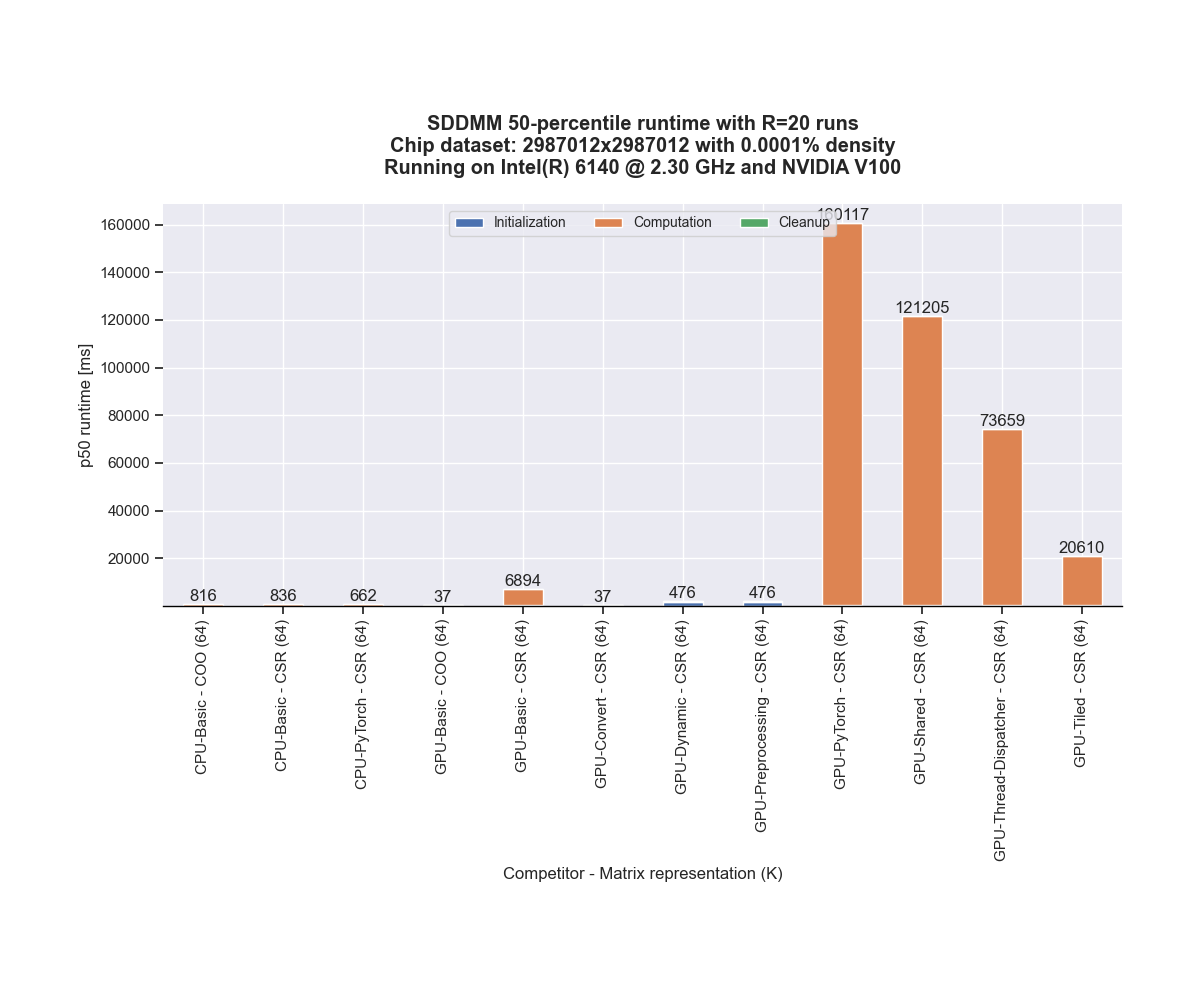 SDDMM 50-percentile runtime with R=20 runs
Chip dataset: 2987012x2987012 with 0.0001% density
Running on Intel(R) 6140 @ 2.30 GHz and NVIDIA V100
Initialization Computation Cleanup
p50 runtime [ms]
160000
140000
120000
100000
80000
60000
40000
20000
816
836
662
37
6894
37
476
476
160117
121205
73659
20610
CPU-Basic - COO (64)
CPU-Basic - CSR (64)
CPU-PyTorch - CSR (64)
GPU-Basic - COO (64)
GPU-Basic - CSR (64)
GPU-Convert - CSR (64)
GPU-Dynamic - CSR (64)
GPU-Preprocessing - CSR (64)
GPU-PyTorch - CSR (64)
GPU-Shared - CSR (64)
GPU-Thread-Dispatcher - CSR (64)
GPU-Tiled - CSR (64)
Competitor - Matrix representation (K)